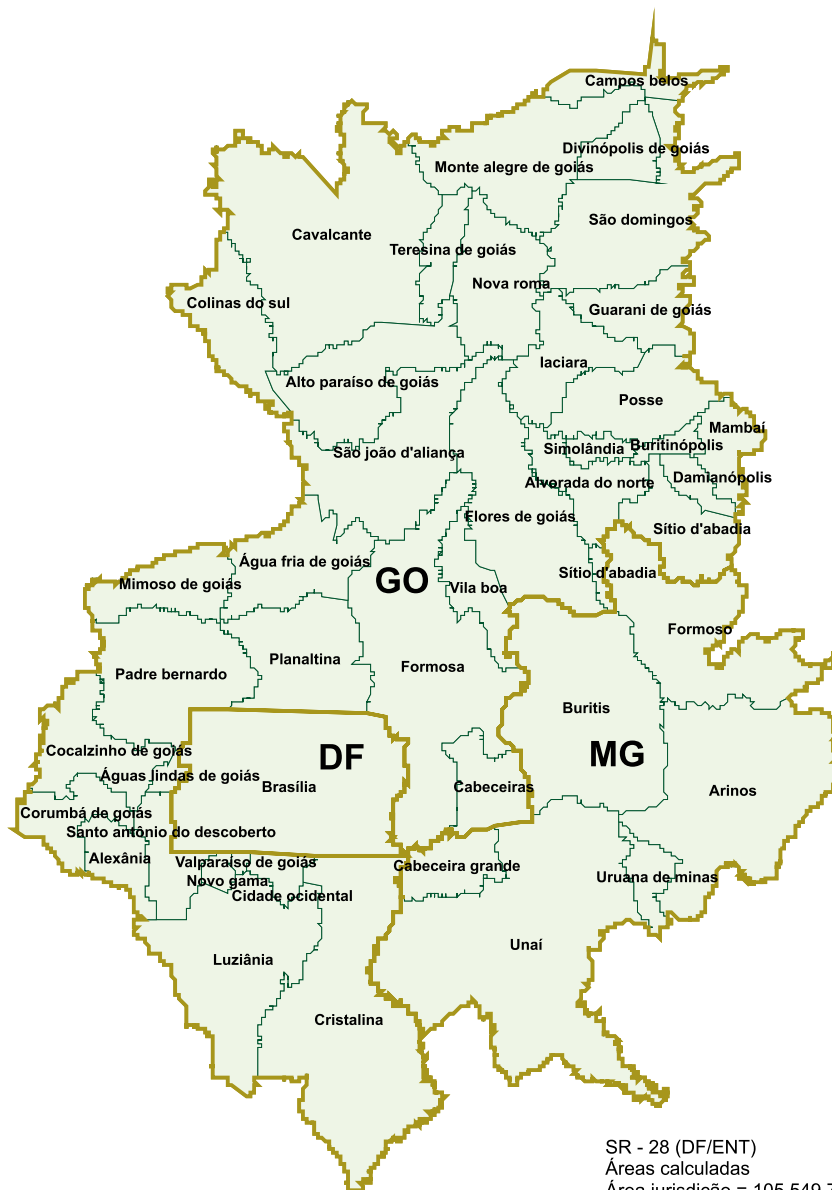 Campos belos
Divinópolis de goiás
Monte alegre de goiás
São domingos
Cavalcante
Teresina de goiás
Nova roma
Colinas do sul
Guarani de goiás
Iaciara
Alto paraíso de goiás
Posse
Mambaí
Buritinópolis
Simolândia
São joão d'aliança
Damianópolis
Alvorada do norte
Flores de goiás
Sítio d'abadia
Água fria de goiás
Sítio d'abadia
GO
Mimoso de goiás
Vila boa
Formoso
Planaltina
Formosa
Padre bernardo
Buritis
Cocalzinho de goiás
DF
MG
Águas lindas de goiás
Brasília
Cabeceiras
Arinos
Corumbá de goiás
Santo antônio do descoberto
Alexânia
Valparaíso de goiás
Cabeceira grande
Novo gama
Uruana de minas
Cidade ocidental
Unaí
Luziânia
Cristalina
SR - 28 (DF/ENT)
Áreas calculadas
Área jurisdição = 105.549,7